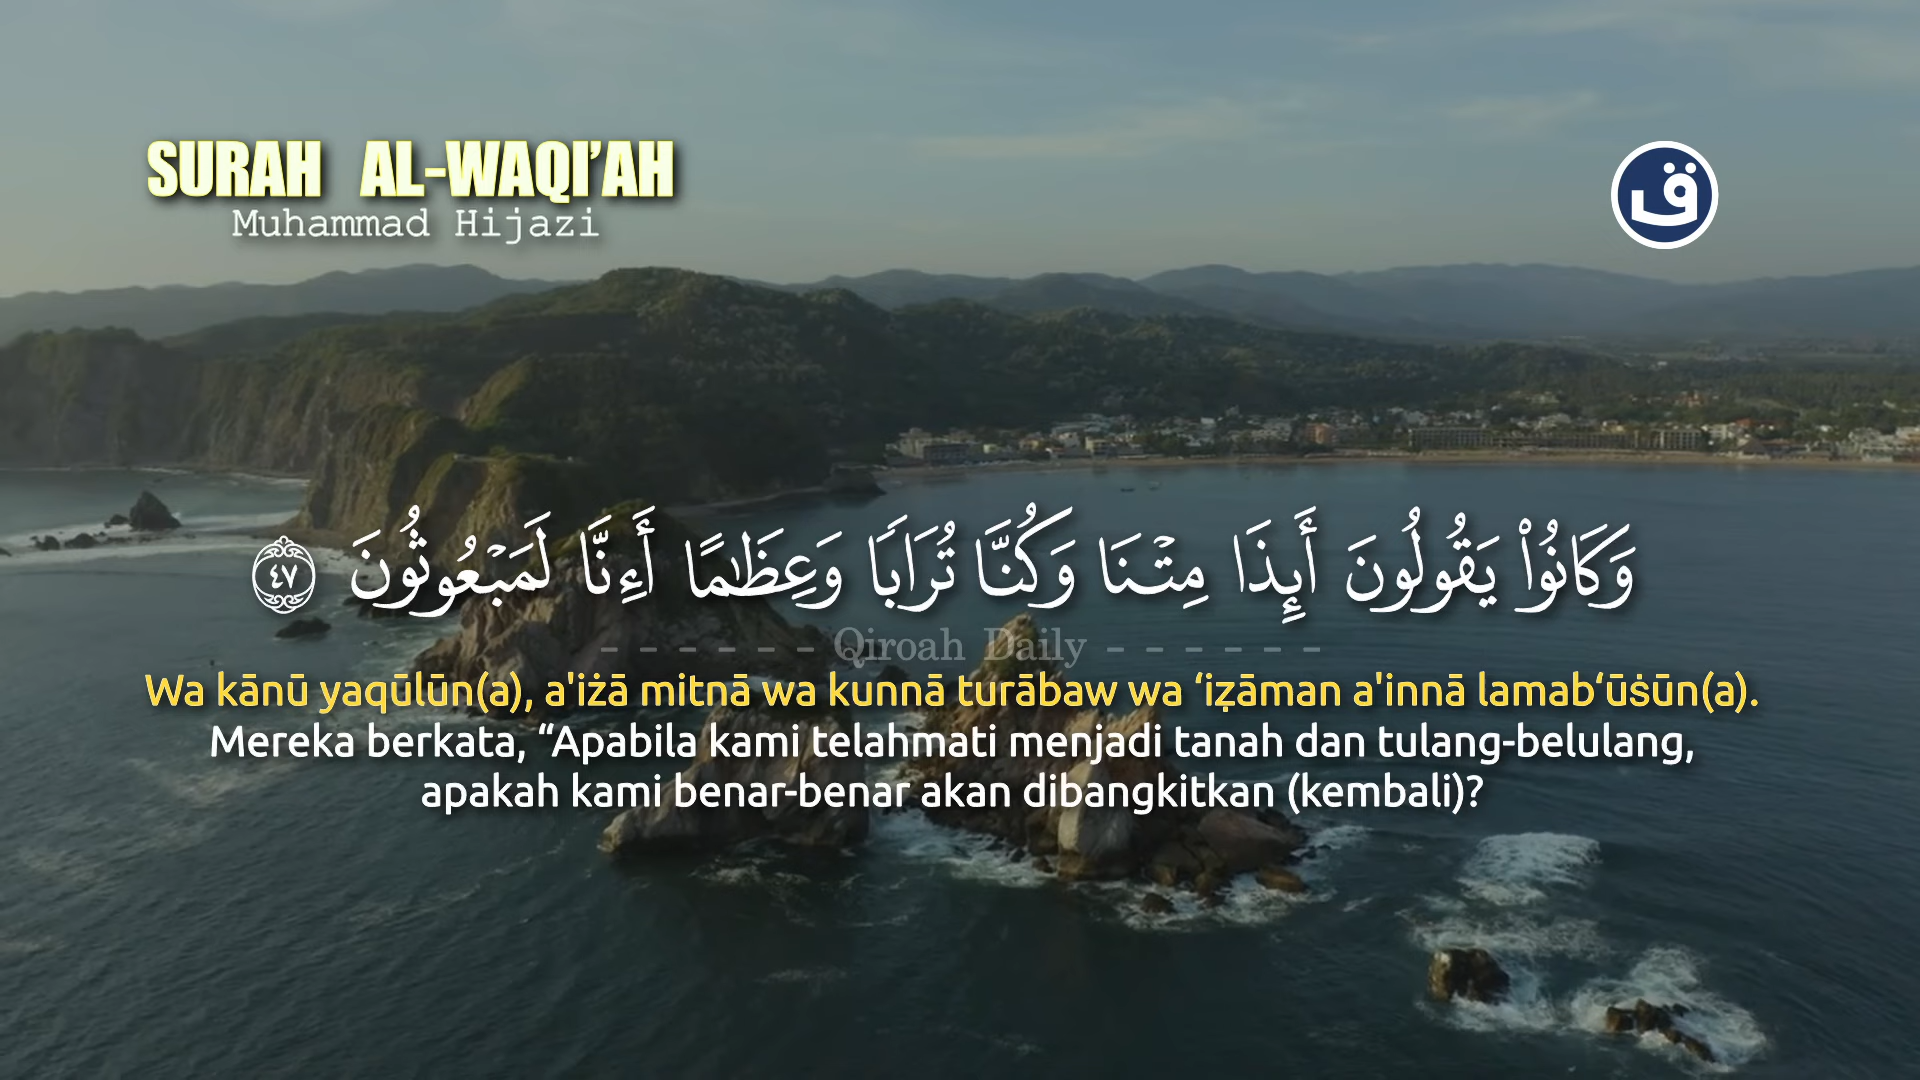 SURAH AL-WAQI’AH
Muhammad Hijazi
ق
وَكَانُوا۟ يَقُولُونَ أَئِذَا مِتْنَا وَكُنَّا تُرَابًا وَعِظَٰمًا أَءِنَّا لَمَبْعُوثُونَ ٤٧
- - - - - - Qiroah Daily - - - - - -
Wa kānū yaqūlūn(a), a'iżā mitnā wa kunnā turābaw wa ‘iẓāman a'innā lamab‘ūṡūn(a).
Mereka berkata, “Apabila kami telahmati menjadi tanah dan tulang-belulang,
apakah kami benar-benar akan dibangkitkan (kembali)?